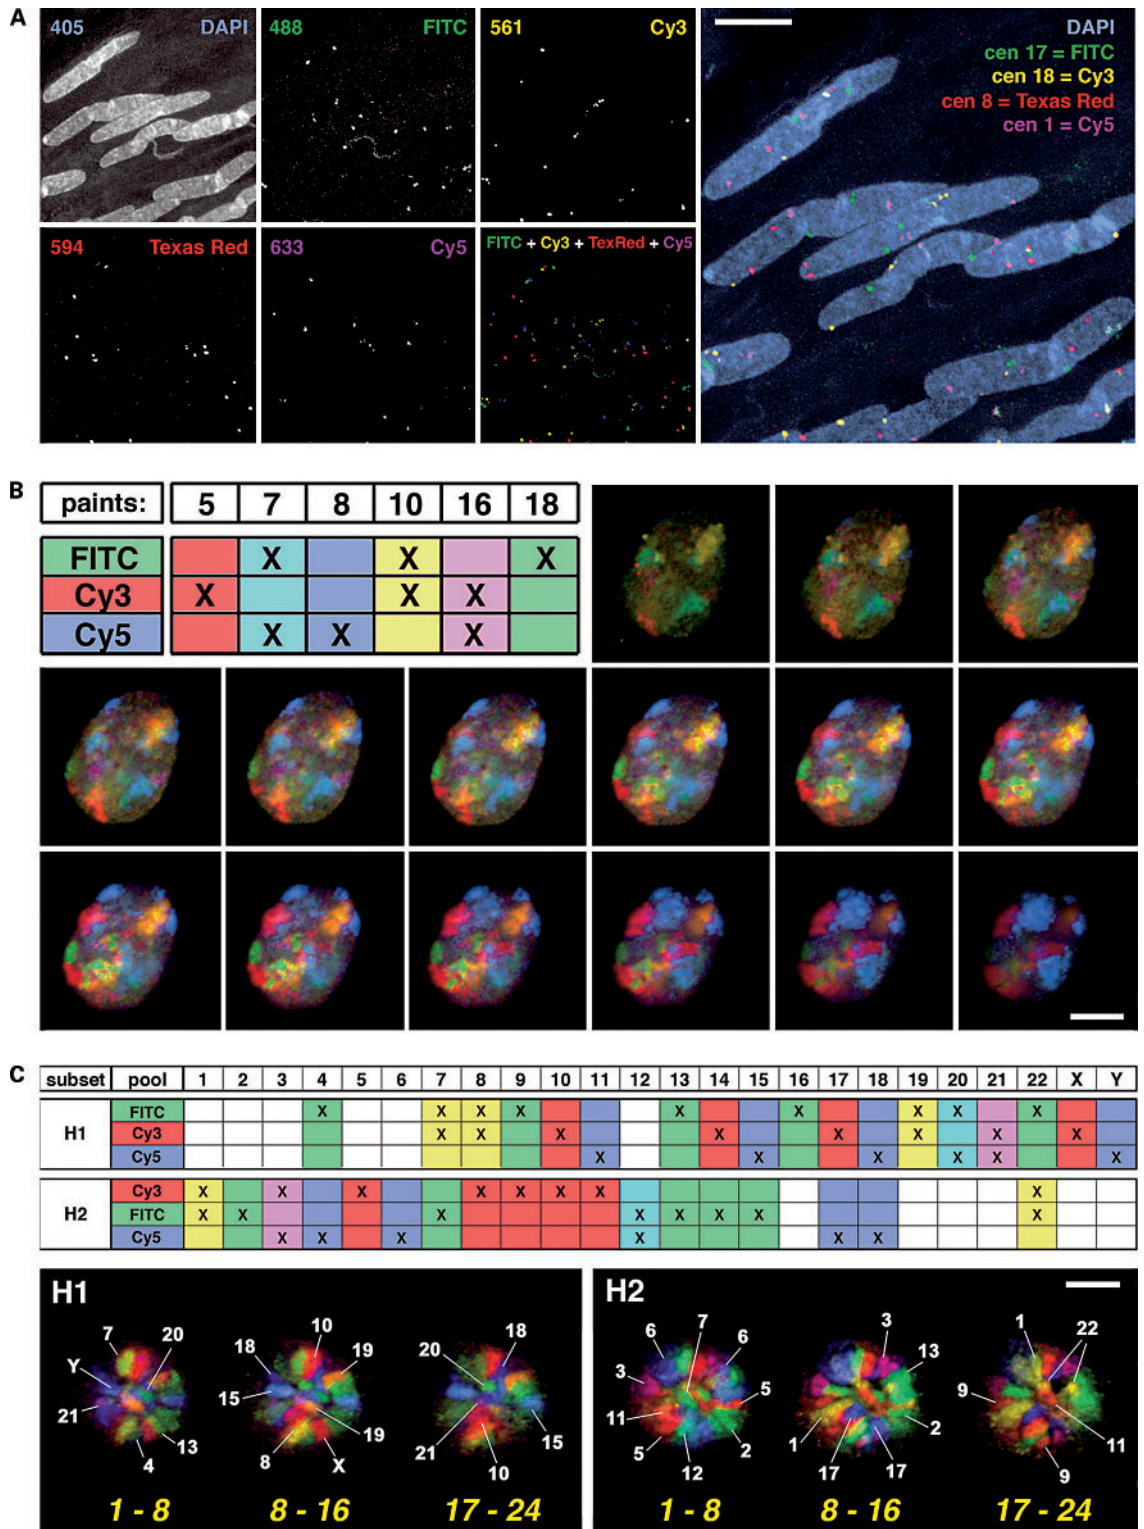 A
405 DAPI
488 FITC
561 Cy3
594 Texas Red
633 Cy5
FITC + Cy3 + TexRed + Cy5
DAPI
cen 17 = FITC
cen 18 = Cy3
cen 8 = Texas Red
cen 1 = Cy5
B
paints: 5 7 8 10 16 18
FITC X X X
Cy3 X X X
Cy5 X X X
C
subset pool 1 2 3 4 5 6 7 8 9 10 11 12 13 14 15 16 17 18 19 20 21 22 X Y
H1
FITC X X X X X X X X X
Cy3 X X X X X X X X
Cy5 X X X X X X
H2
Cy3 X X X X X X X X
FITC X X X X X X X X
Cy5 X X X X X X
H1
7 20
Y
21
4 13
1 - 8
10
18 19
15
19
8 X
8 - 16
18
20
21 15
10
17 - 24
H2
7
6 6
3
5
11
5 2
12
1 - 8
3
13
2
1
17 17
8 - 16
1 22
9
11
9
17 - 24